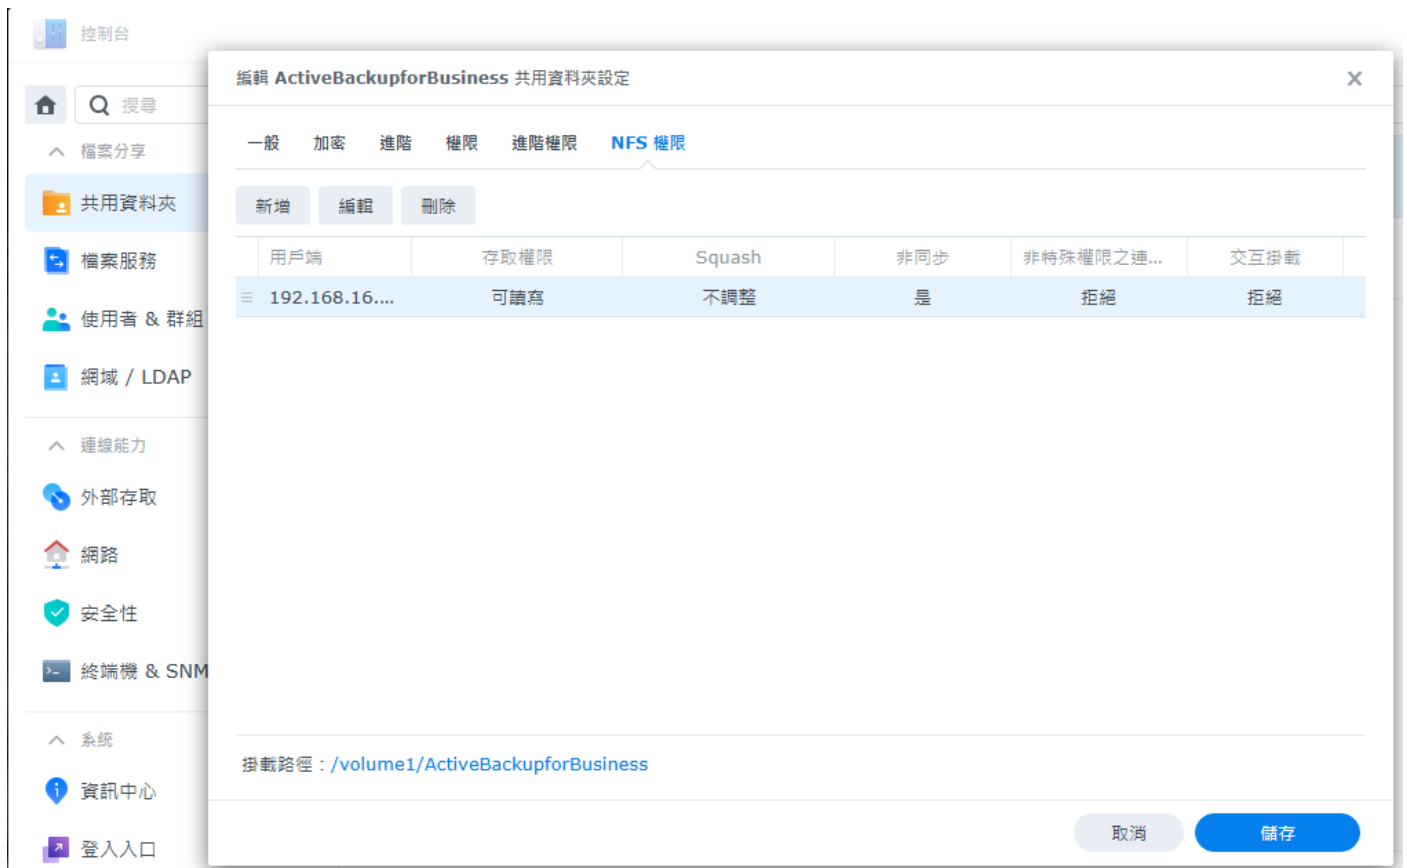 控制台
搜尋
檔案分享
共用資料夾
檔案服務
使用者 & 群組
網域 / LDAP
連線能力
外部存取
網路
安全性
終端機 & SNM
系統
資訊中心
登入入口
編輯 ActiveBackupforBusiness 共用資料夾設定
一般 加密 進階 權限 進階權限 NFS 權限
新增 編輯 刪除
用戶端 存取權限 Squash 非同步 非特殊權限之連... 交互掛載
192.168.16.... 可讀寫 不調整 是 拒絕 拒絕
掛載路徑：/volume1/ActiveBackupforBusiness
取消 儲存